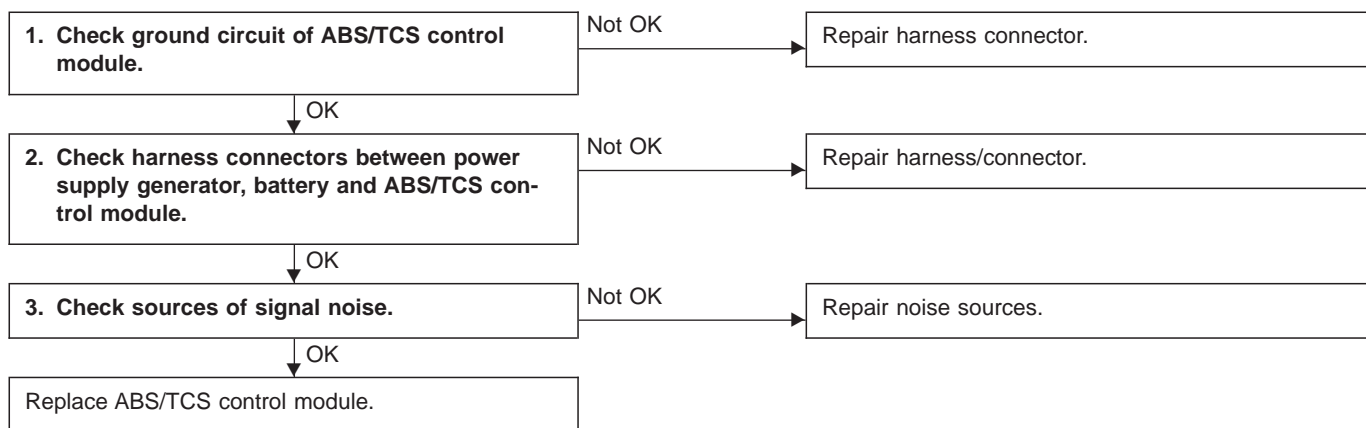 1. Check ground circuit of ABS/TCS control
module.
Not OK
Repair harness connector.
OK
2. Check harness connectors between power
supply generator, battery and ABS/TCS con-
trol module.
Not OK
Repair harness/connector.
OK
3. Check sources of signal noise.
Not OK
Repair noise sources.
OK
Replace ABS/TCS control module.